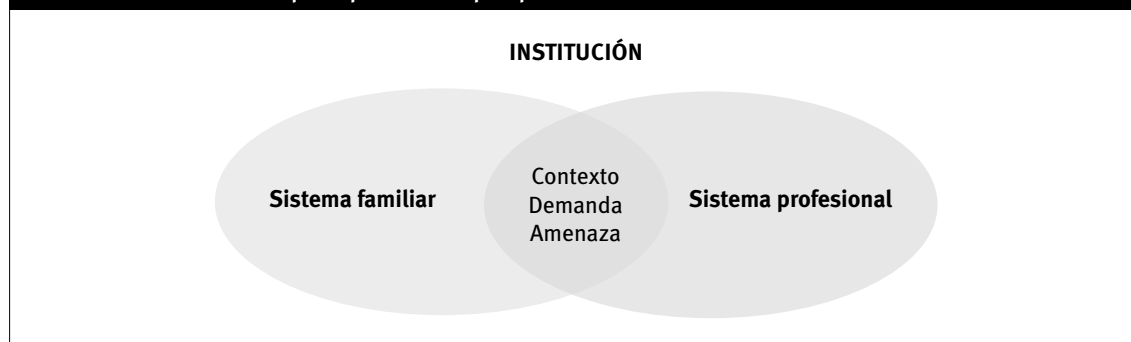 INSTITUCIÓN
Sistema familiar
Contexto
Demanda
Amenaza
Sistema profesional